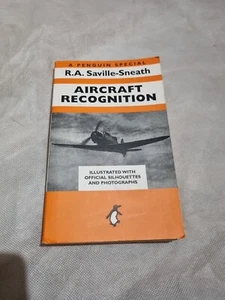 A PENGUIN SPECIAL
R.A. Saville-Sneath
AIRCRAFT
RECOGNITION
ILLUSTRATED WITH
OFFICIAL SILHOUETTES
AND PHOTOGRAPHS